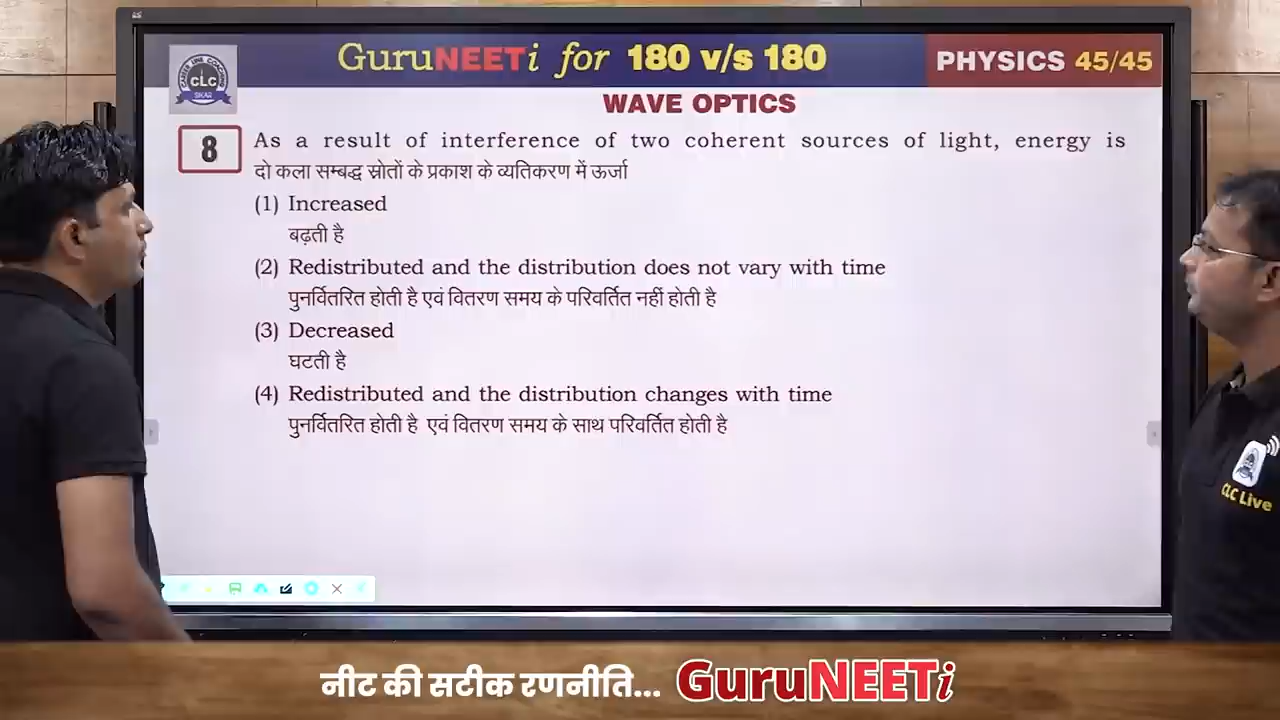 GuruNEETi for 180 v/s 180
PHYSICS 45/45
CLC
WAVE OPTICS
8
As a result of interference of two coherent sources of light, energy is
दो कला सम्बद्ध स्रोतों के प्रकाश के व्यतिकरण में ऊर्जा
(1) Increased
बढ़ती है
(2) Redistributed and the distribution does not vary with time
पुनर्वितरित होती है एवं वितरण समय के परिवर्तित नहीं होती है
(3) Decreased
घटती है
(4) Redistributed and the distribution changes with time
पुनर्वितरित होती है एवं वितरण समय के साथ परिवर्तित होती है
CLC Live
नीट की सटीक रणनीति... GuruNEETi